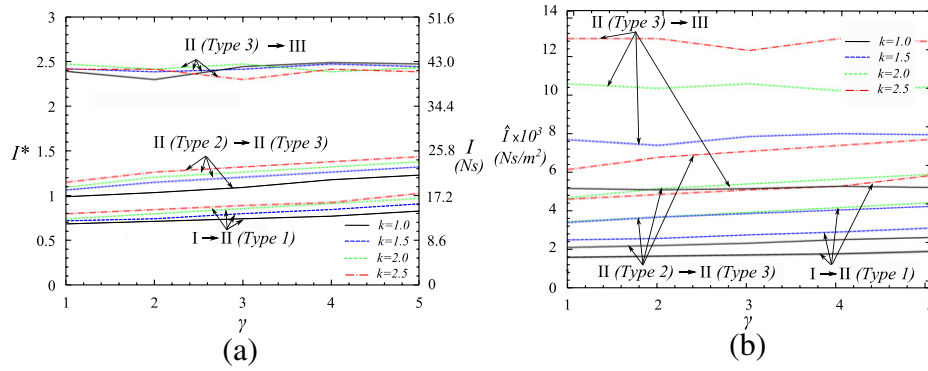 3
2.5
2
1.5
1
0.5
0
I*
51.6
43.0
34.4
25.8
17.2
8.6
0
I
(Ns)
II (Type 3) → III
II (Type 2) → II (Type 3)
I → II (Type 1)
k=1.0
k=1.5
k=2.0
k=2.5
1 2 3 4 5
γ
(a)
14
12
10
8
6
4
2
0
Î ×10³
(Ns/m²)
II (Type 3) → III
k=1.0
k=1.5
k=2.0
k=2.5
II (Type 2) → II (Type 3)
I → II (Type 1)
1 2 3 4 5
γ
(b)